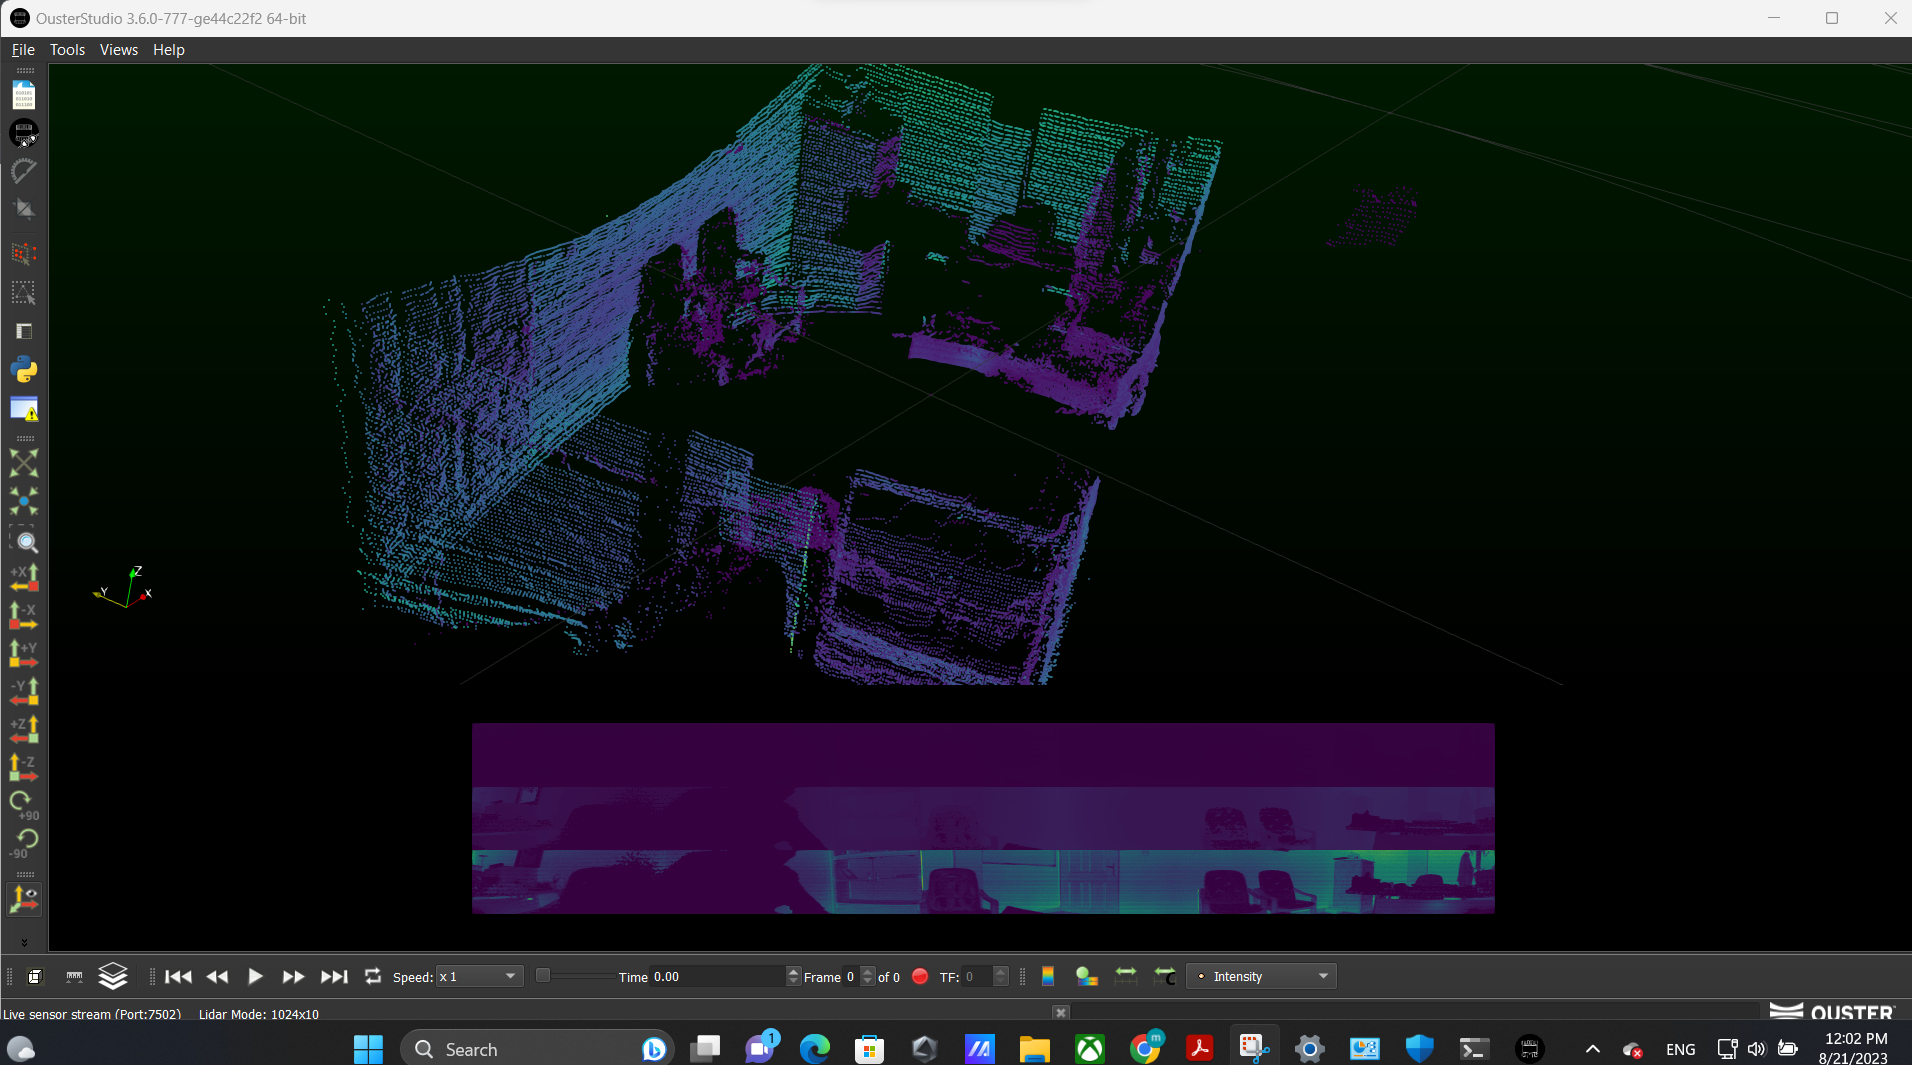 OusterStudio 3.6.0-777-ge44c22f2 64-bit
File Tools Views Help
+X
-X
+Y
-Y
+Z
-Z
+90
-90
Z
Y X
Speed: x 1 Time 0.00 Frame 0 of 0 TF: 0 Intensity
Live sensor stream (Port:7502) Lidar Mode: 1024x10 OUSTER
Search 1 m ENG 12:02 PM
8/21/2023